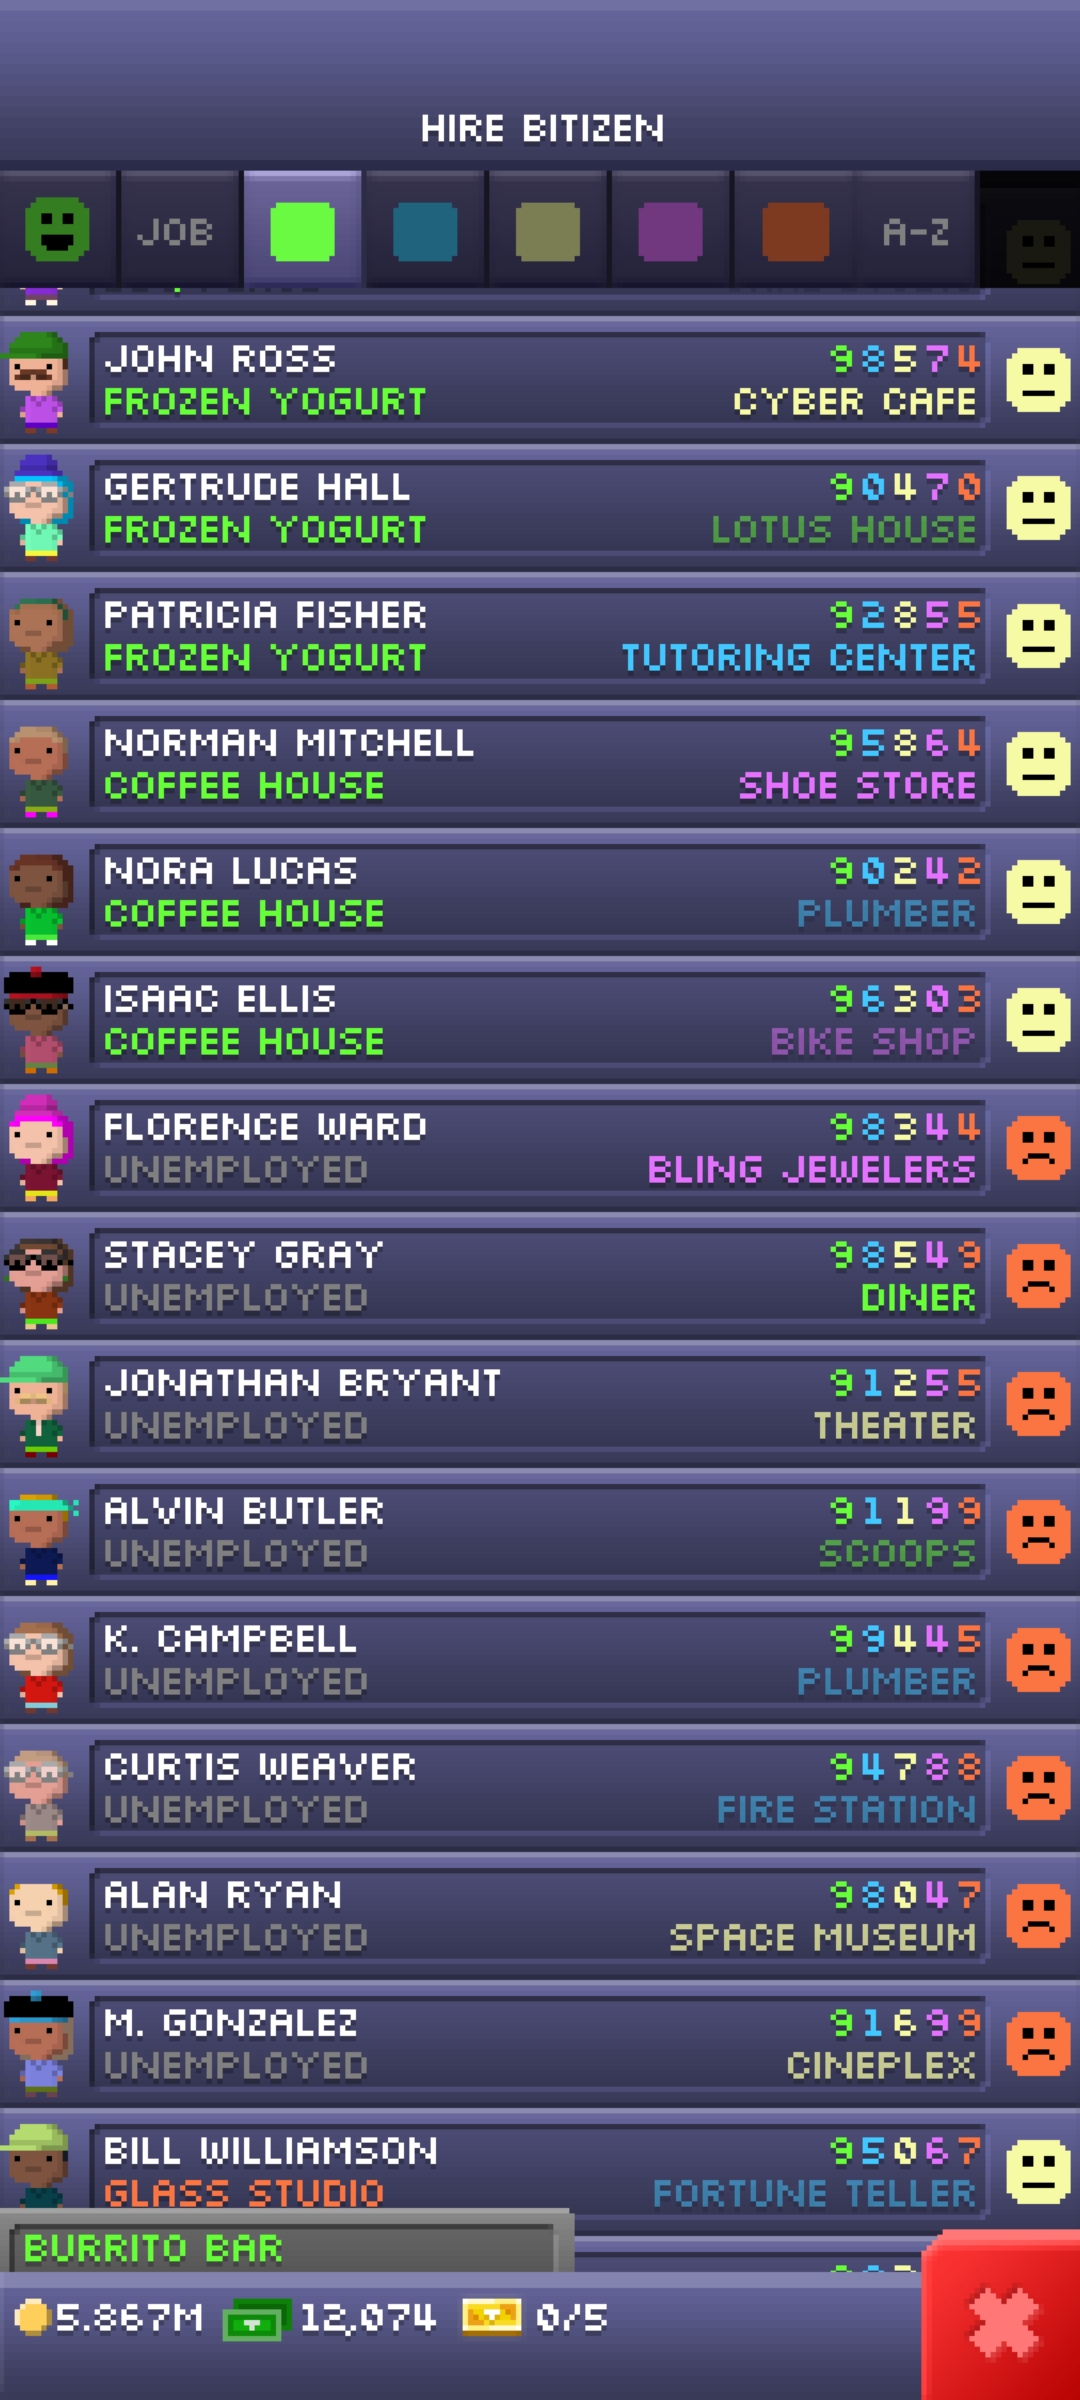 HIRE BITIZEN
JOB
A-Z
JOHN ROSS 98574
FROZEN YOGURT CYBER CAFE
GERTRUDE HALL 90470
FROZEN YOGURT LOTUS HOUSE
PATRICIA FISHER 92855
FROZEN YOGURT TUTORING CENTER
NORMAN MITCHELL 95864
COFFEE HOUSE SHOE STORE
NORA LUCAS 90242
COFFEE HOUSE PLUMBER
ISAAC ELLIS 96303
COFFEE HOUSE BIKE SHOP
FLORENCE WARD 98344
UNEMPLOYED BLING JEWELERS
STACEY GRAY 98549
UNEMPLOYED DINER
JONATHAN BRYANT 91255
UNEMPLOYED THEATER
ALVIN BUTLER 91199
UNEMPLOYED SCOOPS
K. CAMPBELL 99445
UNEMPLOYED PLUMBER
CURTIS WEAVER 94788
UNEMPLOYED FIRE STATION
ALAN RYAN 98047
UNEMPLOYED SPACE MUSEUM
M. GONZALEZ 91699
UNEMPLOYED CINEPLEX
BILL WILLIAMSON 95067
GLASS STUDIO FORTUNE TELLER
BURRITO BAR
5.867M 12,074 0/5